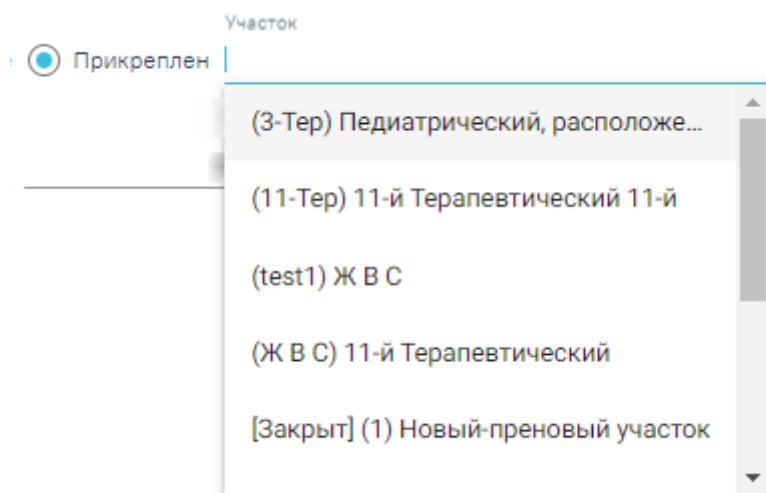 Участок
Прикреплен
(3-Тер) Педиатрический, расположе...
(11-Тер) 11-й Терапевтический 11-й
(test1) Ж В С
(Ж В С) 11-й Терапевтический
[Закрыт] (1) Новый-преновый участок